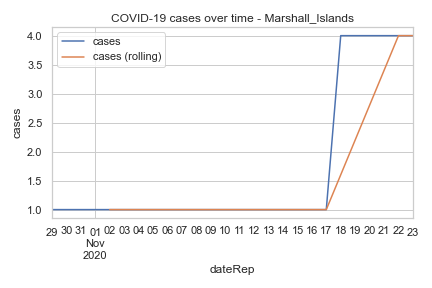 COVID-19 cases over time - Marshall_Islands
cases
cases (rolling)
cases
4.0
3.5
3.0
2.5
2.0
1.5
1.0
29 30 31 01 02 03 04 05 06 07 08 09 10 11 12 13 14 15 16 17 18 19 20 21 22 23
Nov
2020
dateRep